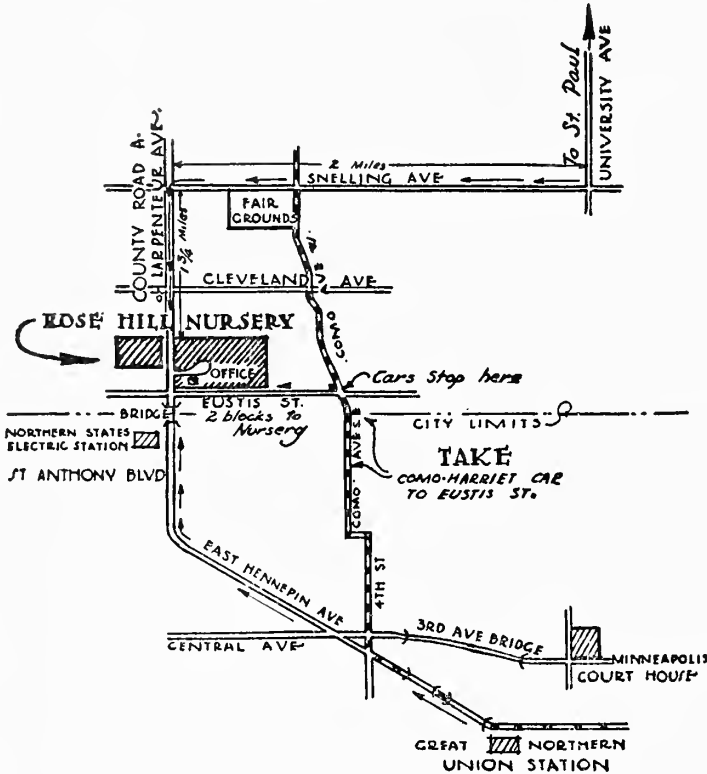 To St. Paul
UNIVERSITY AVE
COUNTY ROAD A-2
or LARPENTEUR AVE.
2 Miles
SNELLING AVE
FAIR
GROUNDS
1 3/4 Miles
CLEVELAND AVE
COMO AVE
ROSE HILL NURSERY
OFFICE
Cars Stop here
EUSTIS ST.
2 blocks to
Nursery
BRIDGE
CITY LIMITS
NORTHERN STATES
ELECTRIC STATION
ST ANTHONY BLVD
TAKE
COMO-HARRIET CAR
TO EUSTIS ST.
COMO AVE S E
EAST HENNEPIN AVE
4TH ST
3RD AVE BRIDGE
CENTRAL AVE
MINNEAPOLIS
COURT HOUSE
GREAT NORTHERN
UNION STATION